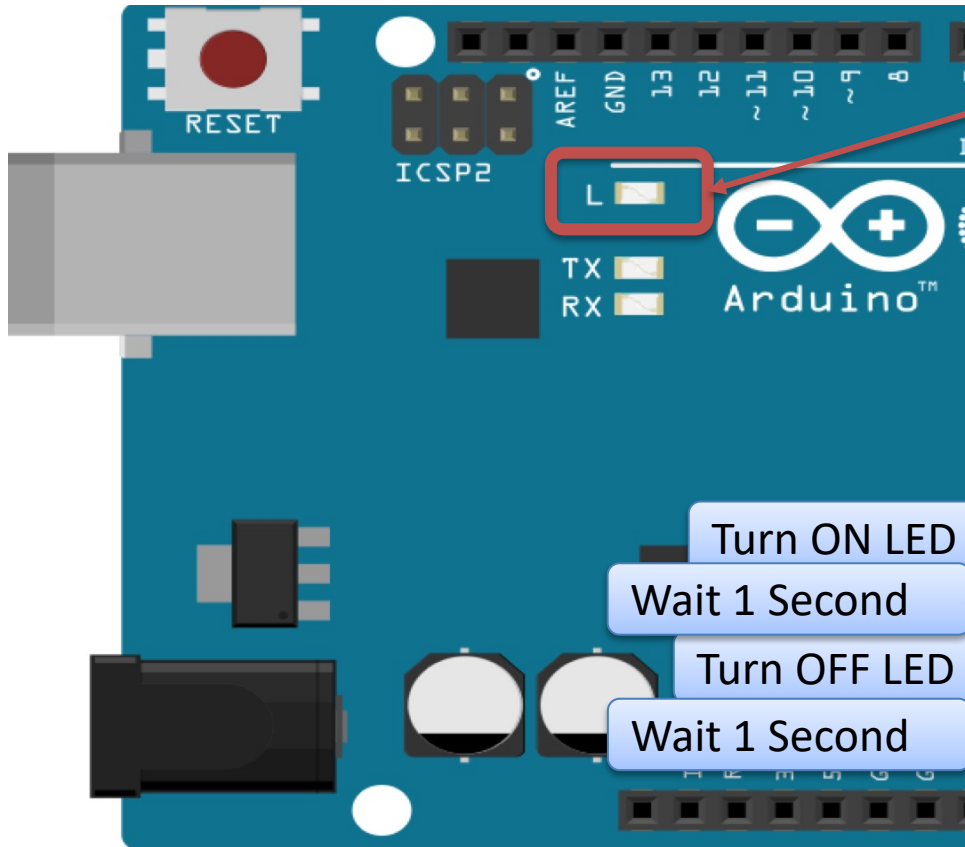 RESET
ICSP2
AREF
GND
13
12
~11
~10
~9
8
L
TX
RX
Arduino™
Turn ON LED
Wait 1 Second
Turn OFF LED
Wait 1 Second